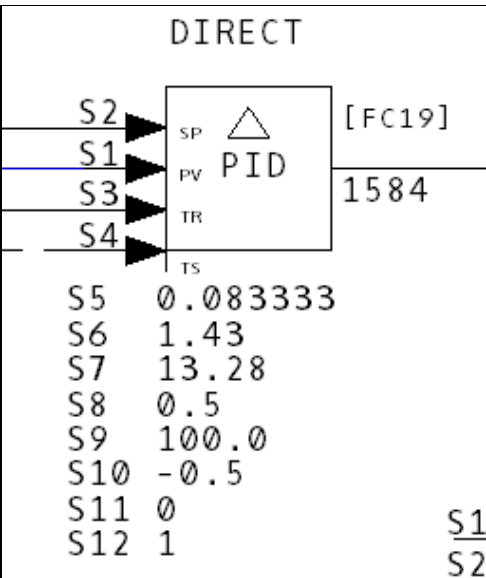 DIRECT
S2 SP [FC19]
S1 PV PID
S3 TR 1584
S4 TS
S5 0.083333
S6 1.43
S7 13.28
S8 0.5
S9 100.0
S10 -0.5
S11 0
S12 1
S1
S2